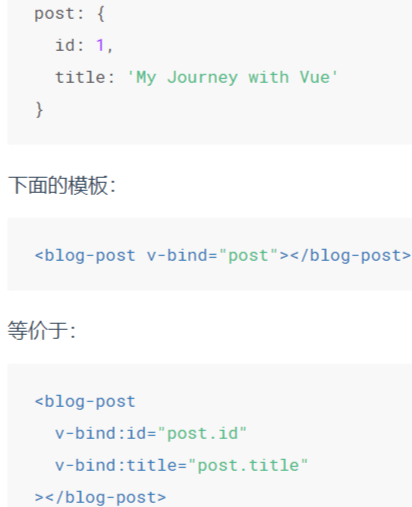 post: {
  id: 1,
  title: 'My Journey with Vue'
}
下面的模板：
<blog-post v-bind="post"></blog-post>
等价于：
<blog-post
  v-bind:id="post.id"
  v-bind:title="post.title"
></blog-post>